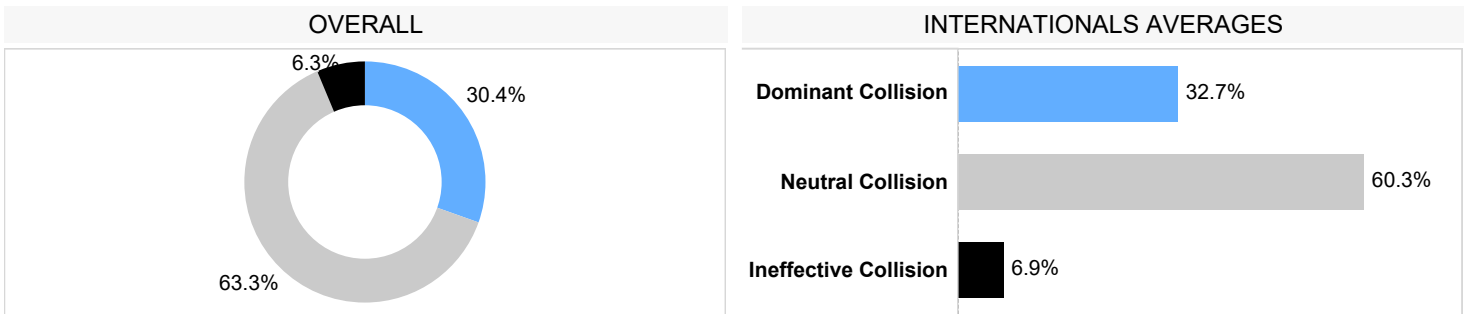 OVERALL
6.3%
30.4%
63.3%
INTERNATIONALS AVERAGES
Dominant Collision 32.7%
Neutral Collision 60.3%
Ineffective Collision 6.9%